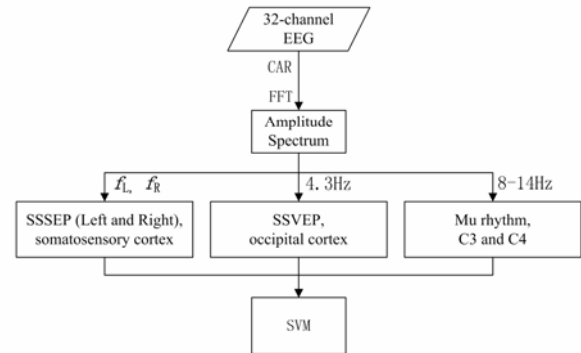 32-channel
EEG
CAR
FFT
Amplitude
Spectrum
fL, fR
4.3Hz
8-14Hz
SSSEP (Left and Right),
somatosensory cortex
SSVEP,
occipital cortex
Mu rhythm,
C3 and C4
SVM